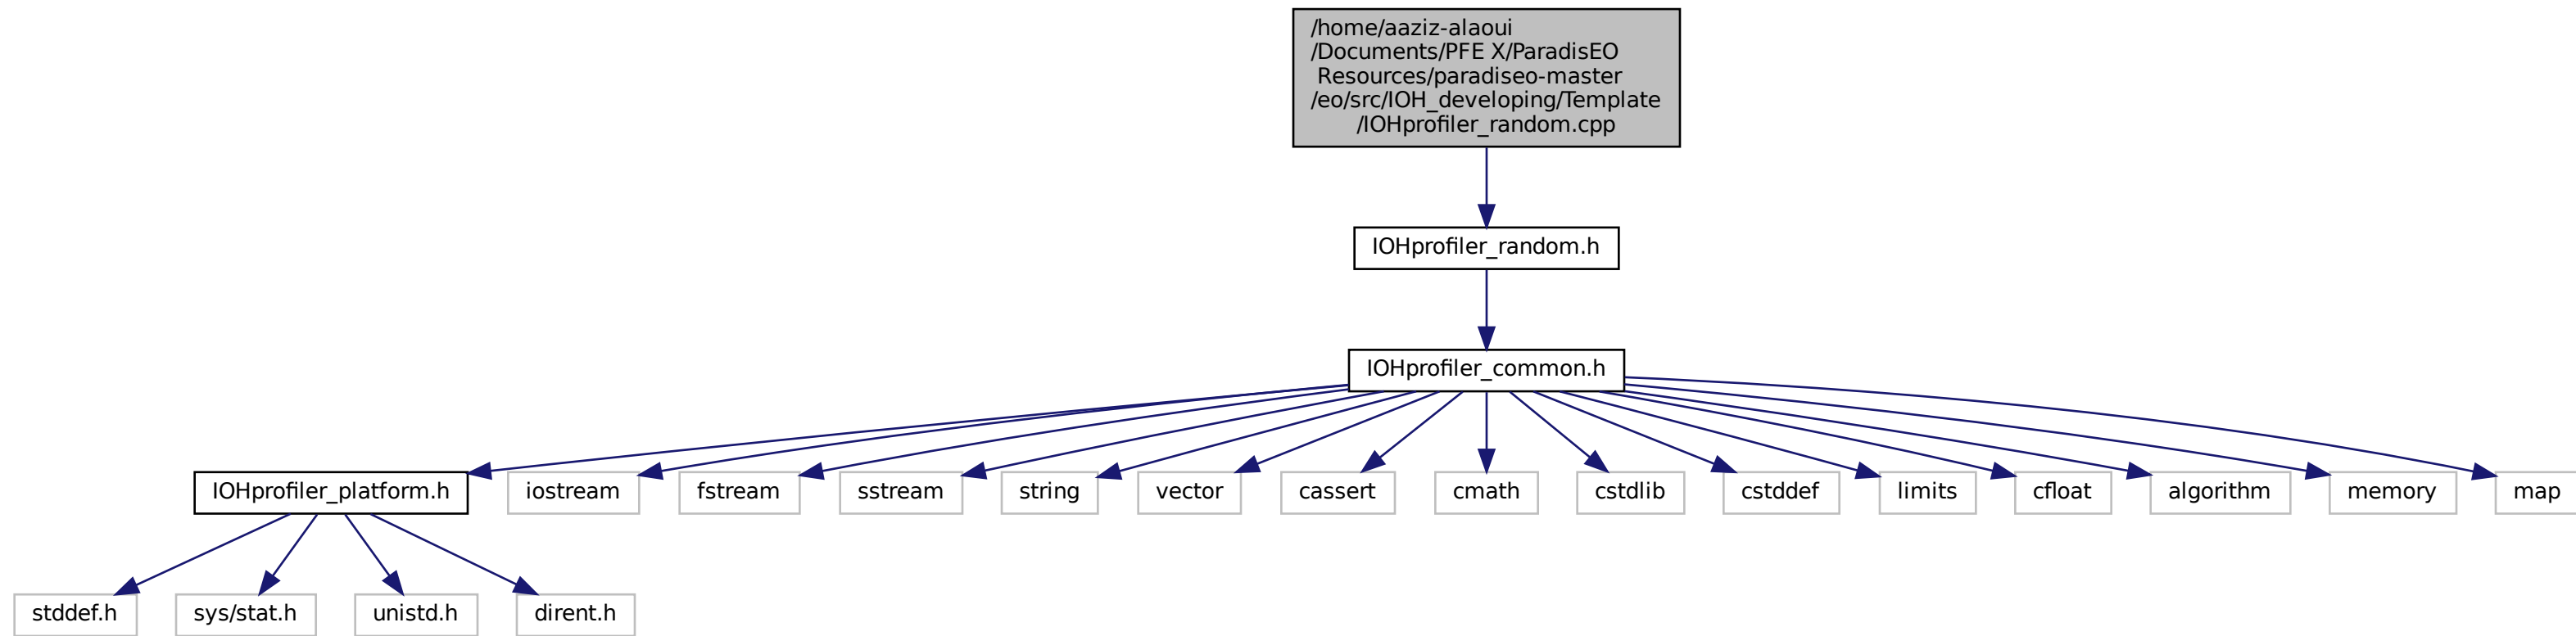 /home/aaziz-alaoui
/Documents/PFE X/ParadisEO
Resources/paradiseo-master
/eo/src/IOH_developing/Template
/IOHprofiler_random.cpp
IOHprofiler_random.h
IOHprofiler_common.h
IOHprofiler_platform.h
iostream
fstream
sstream
string
vector
cassert
cmath
cstdlib
cstddef
limits
cfloat
algorithm
memory
map
stddef.h
sys/stat.h
unistd.h
dirent.h